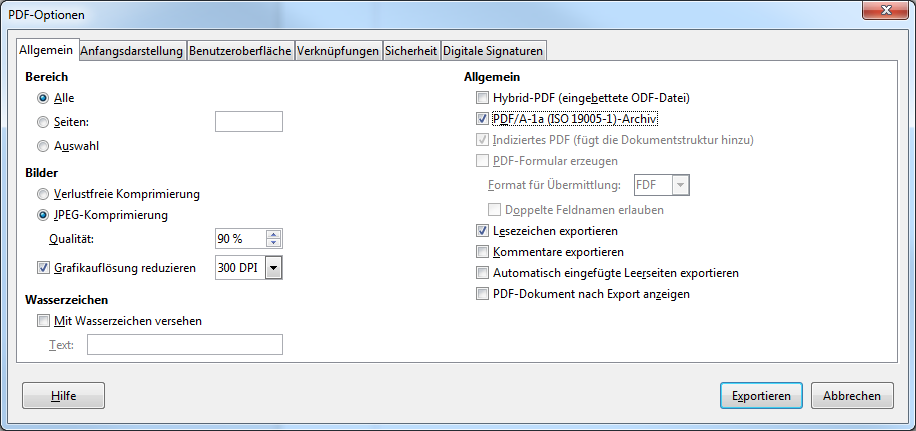 PDF-Optionen
Allgemein Anfangsdarstellung Benutzeroberfläche Verknüpfungen Sicherheit Digitale Signaturen
Bereich
Alle
Seiten:
Auswahl
Bilder
Verlustfreie Komprimierung
JPEG-Komprimierung
Qualität: 90 %
Grafikauflösung reduzieren 300 DPI
Wasserzeichen
Mit Wasserzeichen versehen
Text:
Allgemein
Hybrid-PDF (eingebettete ODF-Datei)
PDF/A-1a (ISO 19005-1)-Archiv
Indiziertes PDF (fügt die Dokumentstruktur hinzu)
PDF-Formular erzeugen
Format für Übermittlung: FDF
Doppelte Feldnamen erlauben
Lesezeichen exportieren
Kommentare exportieren
Automatisch eingefügte Leerseiten exportieren
PDF-Dokument nach Export anzeigen
Hilfe Exportieren Abbrechen